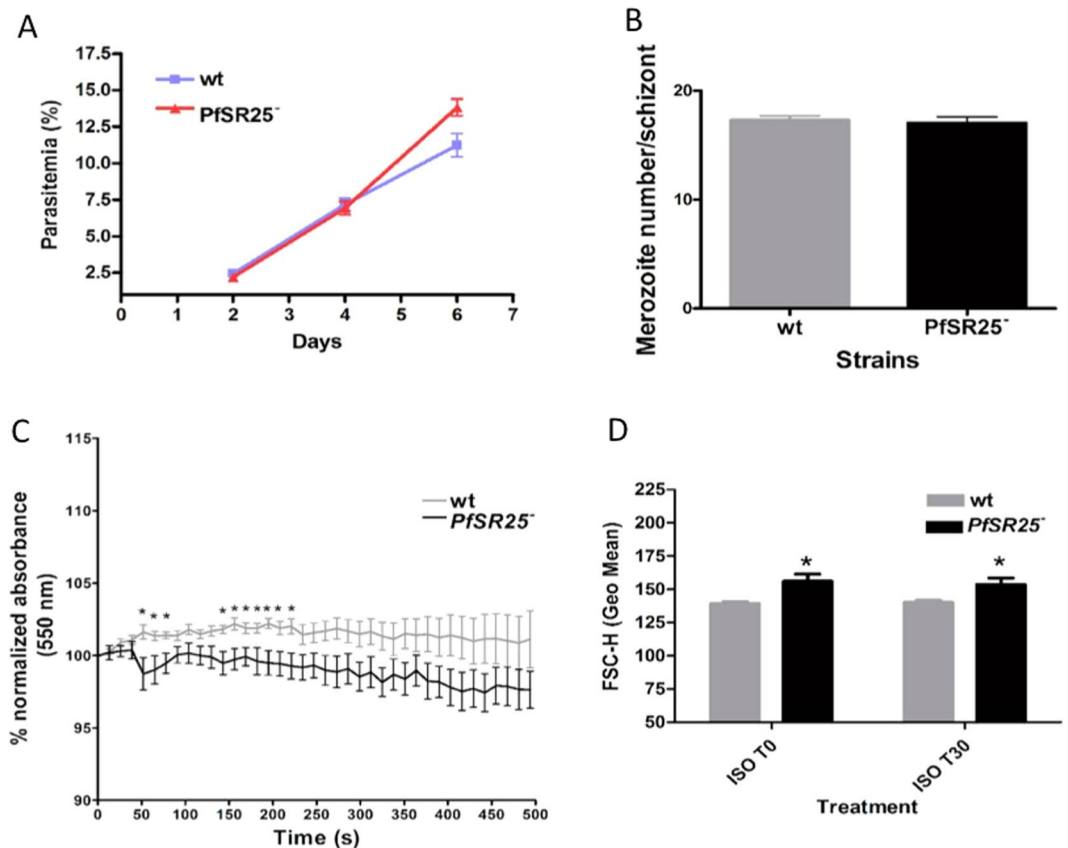 A
17.5
15.0
12.5
10.0
7.5
5.0
2.5
wt
PfSR25-
Parasitemia (%)
0 1 2 3 4 5 6 7
Days
B
Merozoite number/schizont
20
10
0
wt PfSR25-
Strains
C
% normalized absorbance
(550 nm)
115
110
105
100
95
90
wt
PfSR25-
* * * * * * * * * *
0 50 100 150 200 250 300 350 400 450 500
Time (s)
D
FSC-H (Geo Mean)
225
200
175
150
125
100
75
50
wt
PfSR25-
* *
ISO T0 ISO T30
Treatment